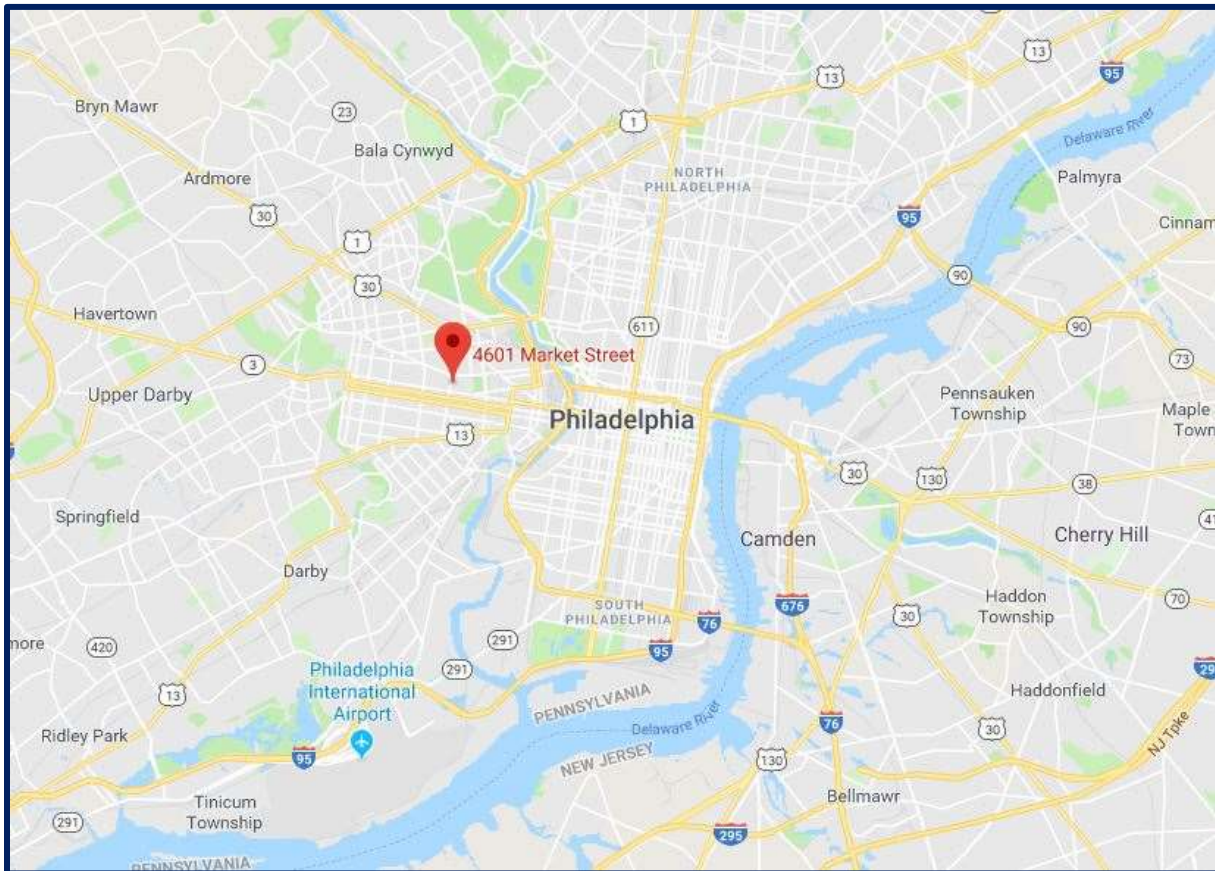 13
13
95
Bryn Mawr
23
1
Delaware River
Bala Cynwyd
Ardmore
NORTH
PHILADELPHIA
Palmyra
30
95
Cinnam
1
90
30
Havertown
611
90
4601 Market Street
73
3
Upper Darby
Pennsauken
Township
Maple
Town
Philadelphia
13
30
130
38
Springfield
41
Camden
Cherry Hill
Darby
Haddon
Township
676
70
SOUTH
PHILADELPHIA
76
30
291
more
420
95
291
29
Philadelphia
International
Airport
13
Haddonfield
PENNSYLVANIA
Delaware River
76
30
Ridley Park
NJ Tpke
95
NEW JERSEY
130
Tinicum
Township
Bellmawr
291
295
PENNSYLVANIA